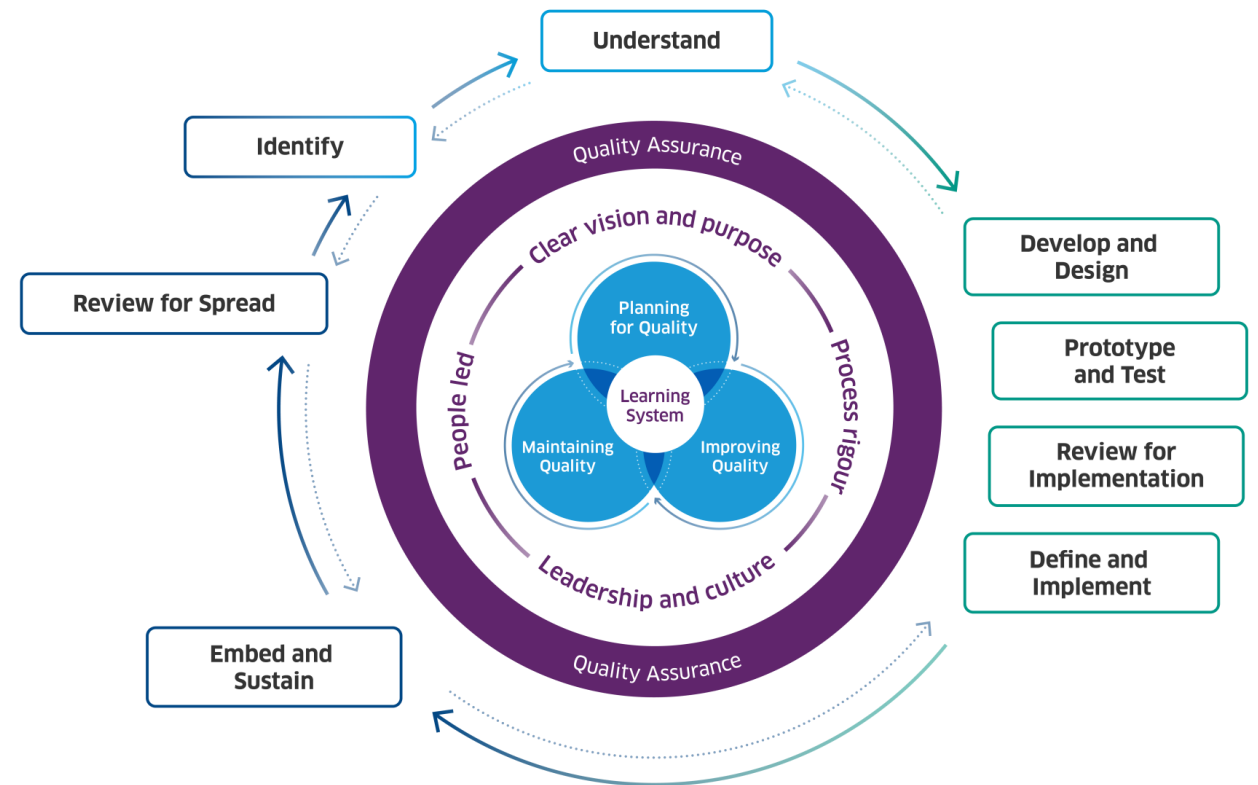 Understand
Identify
Review for Spread
Embed and
Sustain
Develop and
Design
Prototype
and Test
Review for
Implementation
Define and
Implement
Quality Assurance
Clear vision and purpose
Process rigour
Leadership and culture
People led
Planning
for Quality
Learning
System
Maintaining
Quality
Improving
Quality
Quality Assurance